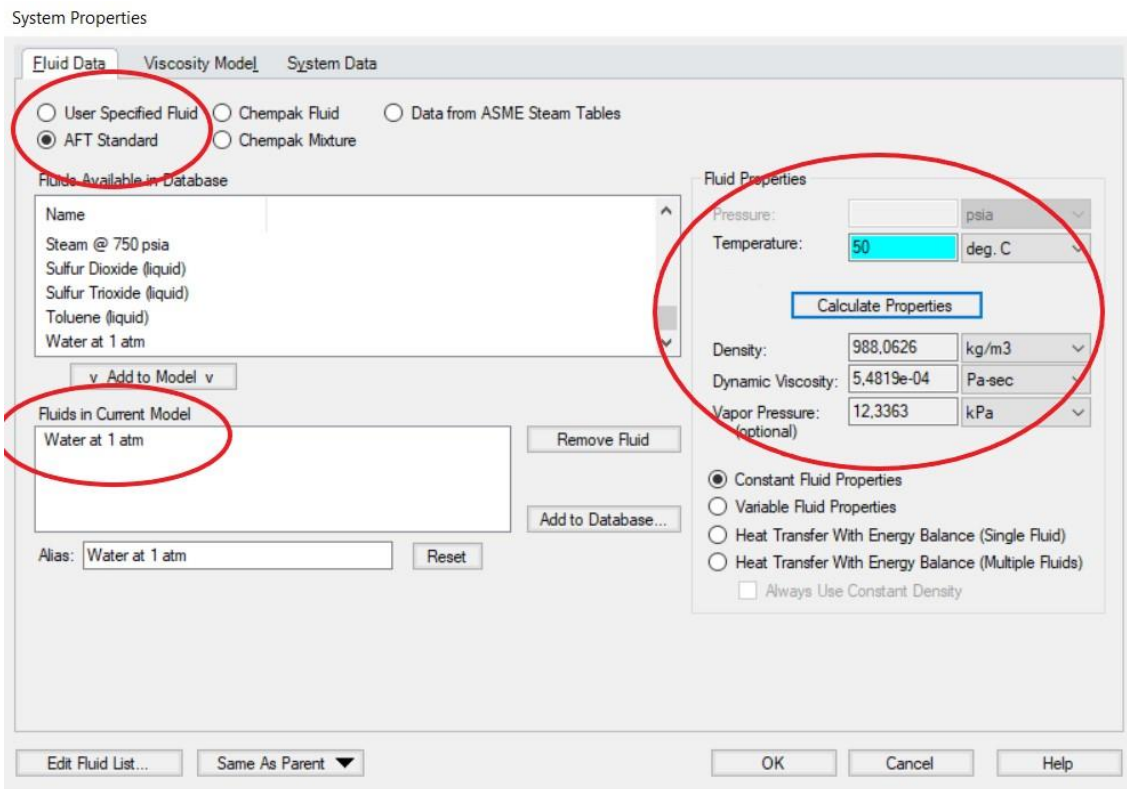 System Properties
Fluid Data Viscosity Model System Data
User Specified Fluid Chempak Fluid Data from ASME Steam Tables
AFT Standard Chempak Mixture
Fluids Available in Database
Name
Steam @ 750 psia
Sulfur Dioxide (liquid)
Sulfur Trioxide (liquid)
Toluene (liquid)
Water at 1 atm
v Add to Model v
Fluids in Current Model
Water at 1 atm
Remove Fluid
Add to Database...
Alias: Water at 1 atm Reset
Fluid Properties
Pressure: psia
Temperature: 50 deg. C
Calculate Properties
Density: 988,0626 kg/m3
Dynamic Viscosity: 5,4819e-04 Pa-sec
Vapor Pressure: 12,3363 kPa
(optional)
Constant Fluid Properties
Variable Fluid Properties
Heat Transfer With Energy Balance (Single Fluid)
Heat Transfer With Energy Balance (Multiple Fluids)
Always Use Constant Density
Edit Fluid List... Same As Parent OK Cancel Help